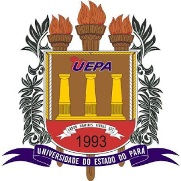 UEPA
1993
UNIVERSIDADE DO ESTADO DO PARÁ